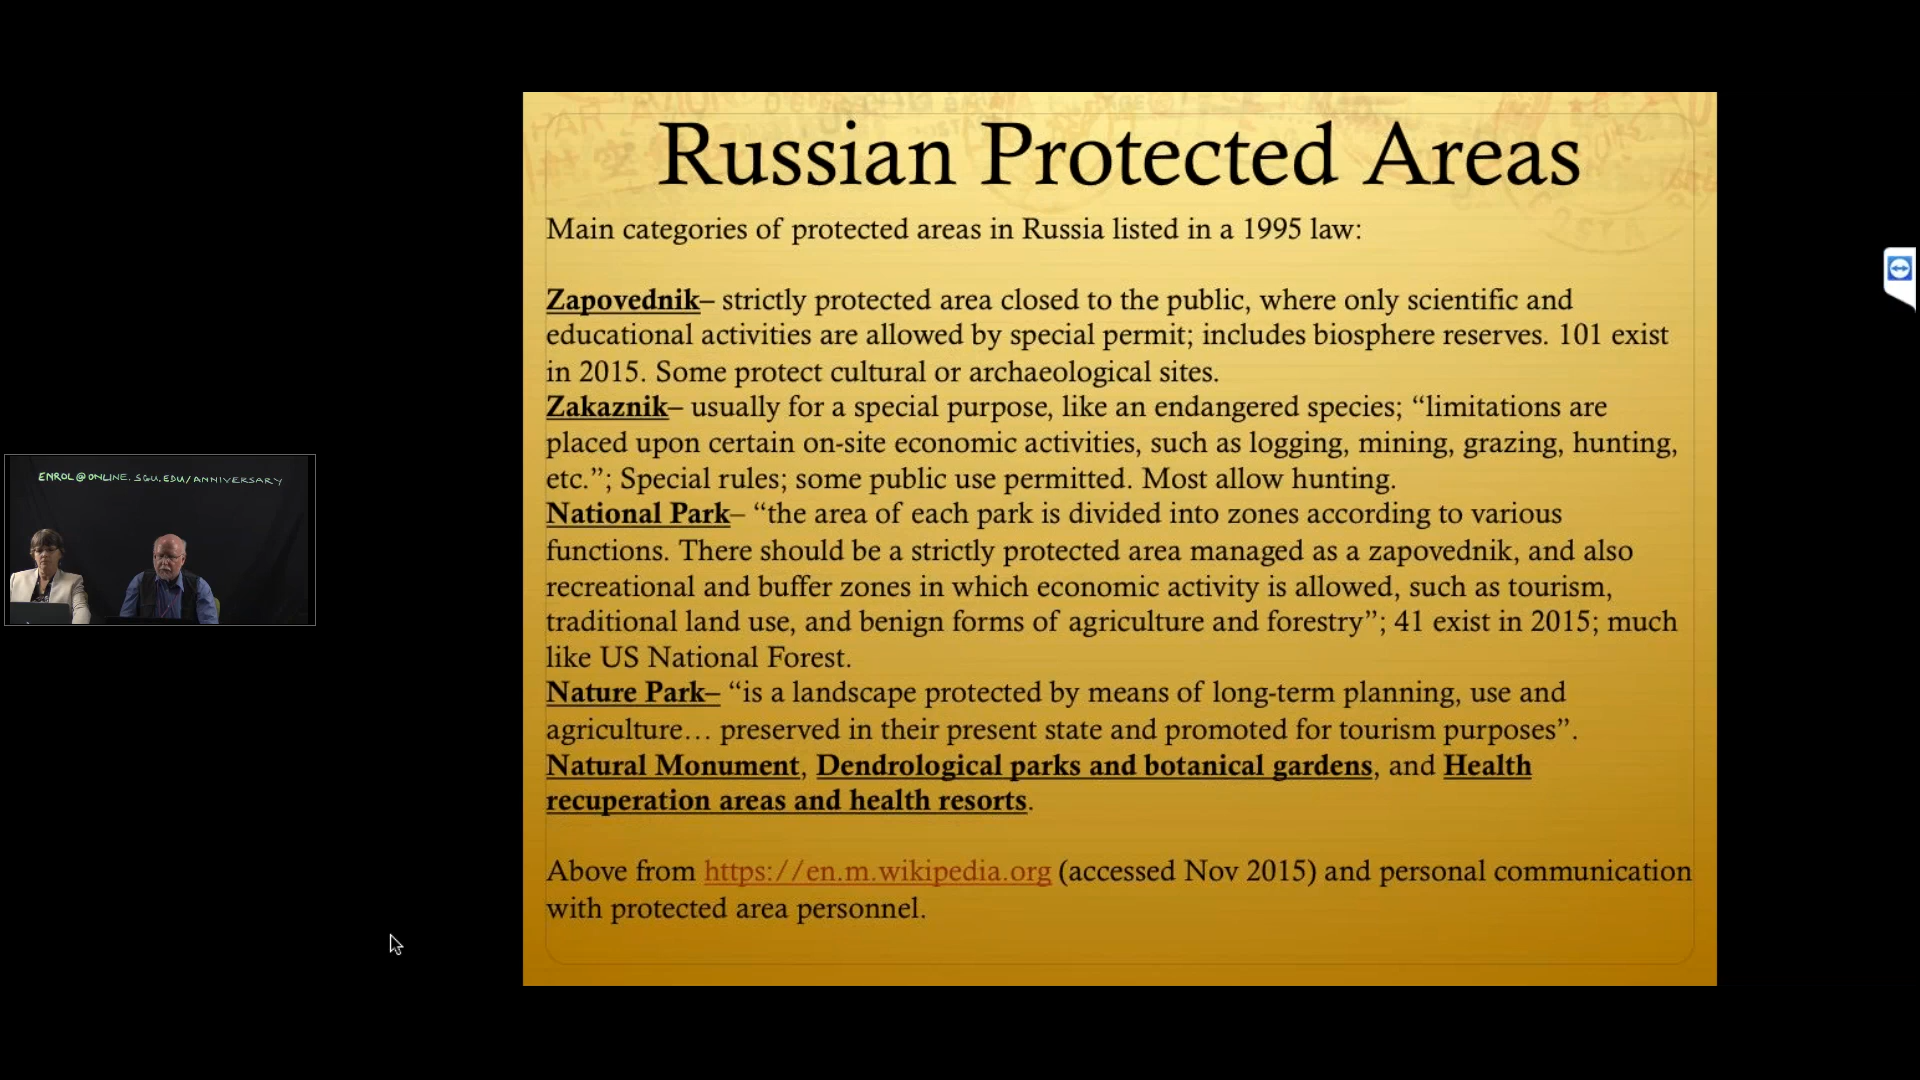 Russian Protected Areas
Main categories of protected areas in Russia listed in a 1995 law:
Zapovednik– strictly protected area closed to the public, where only scientific and
educational activities are allowed by special permit; includes biosphere reserves. 101 exist
in 2015. Some protect cultural or archaeological sites.
Zakaznik– usually for a special purpose, like an endangered species; “limitations are
placed upon certain on-site economic activities, such as logging, mining, grazing, hunting,
etc.”; Special rules; some public use permitted. Most allow hunting.
National Park– “the area of each park is divided into zones according to various
functions. There should be a strictly protected area managed as a zapovednik, and also
recreational and buffer zones in which economic activity is allowed, such as tourism,
traditional land use, and benign forms of agriculture and forestry”; 41 exist in 2015; much
like US National Forest.
Nature Park– “is a landscape protected by means of long-term planning, use and
agriculture… preserved in their present state and promoted for tourism purposes”.
Natural Monument, Dendrological parks and botanical gardens, and Health
recuperation areas and health resorts.
Above from https://en.m.wikipedia.org (accessed Nov 2015) and personal communication
with protected area personnel.
ENROL@ONLINE.SGU.EDU/ANNIVERSARY